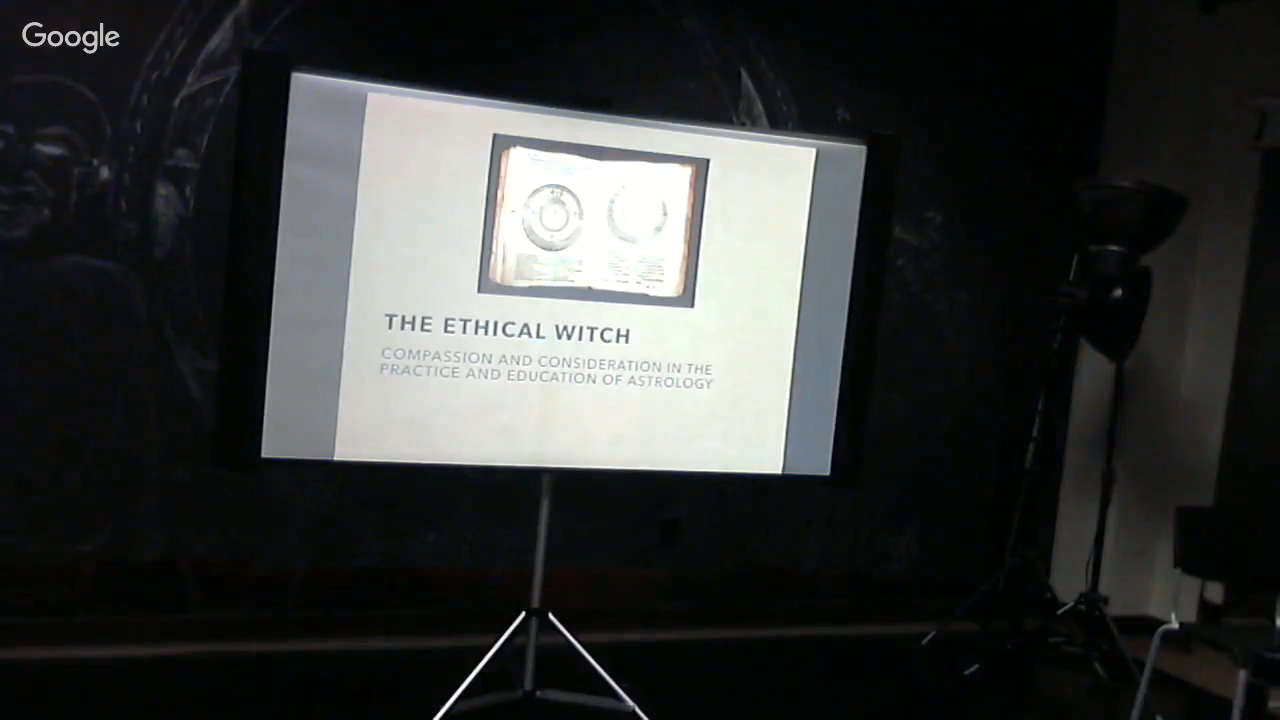 Google
THE ETHICAL WITCH
COMPASSION AND CONSIDERATION IN THE
PRACTICE AND EDUCATION OF ASTROLOGY